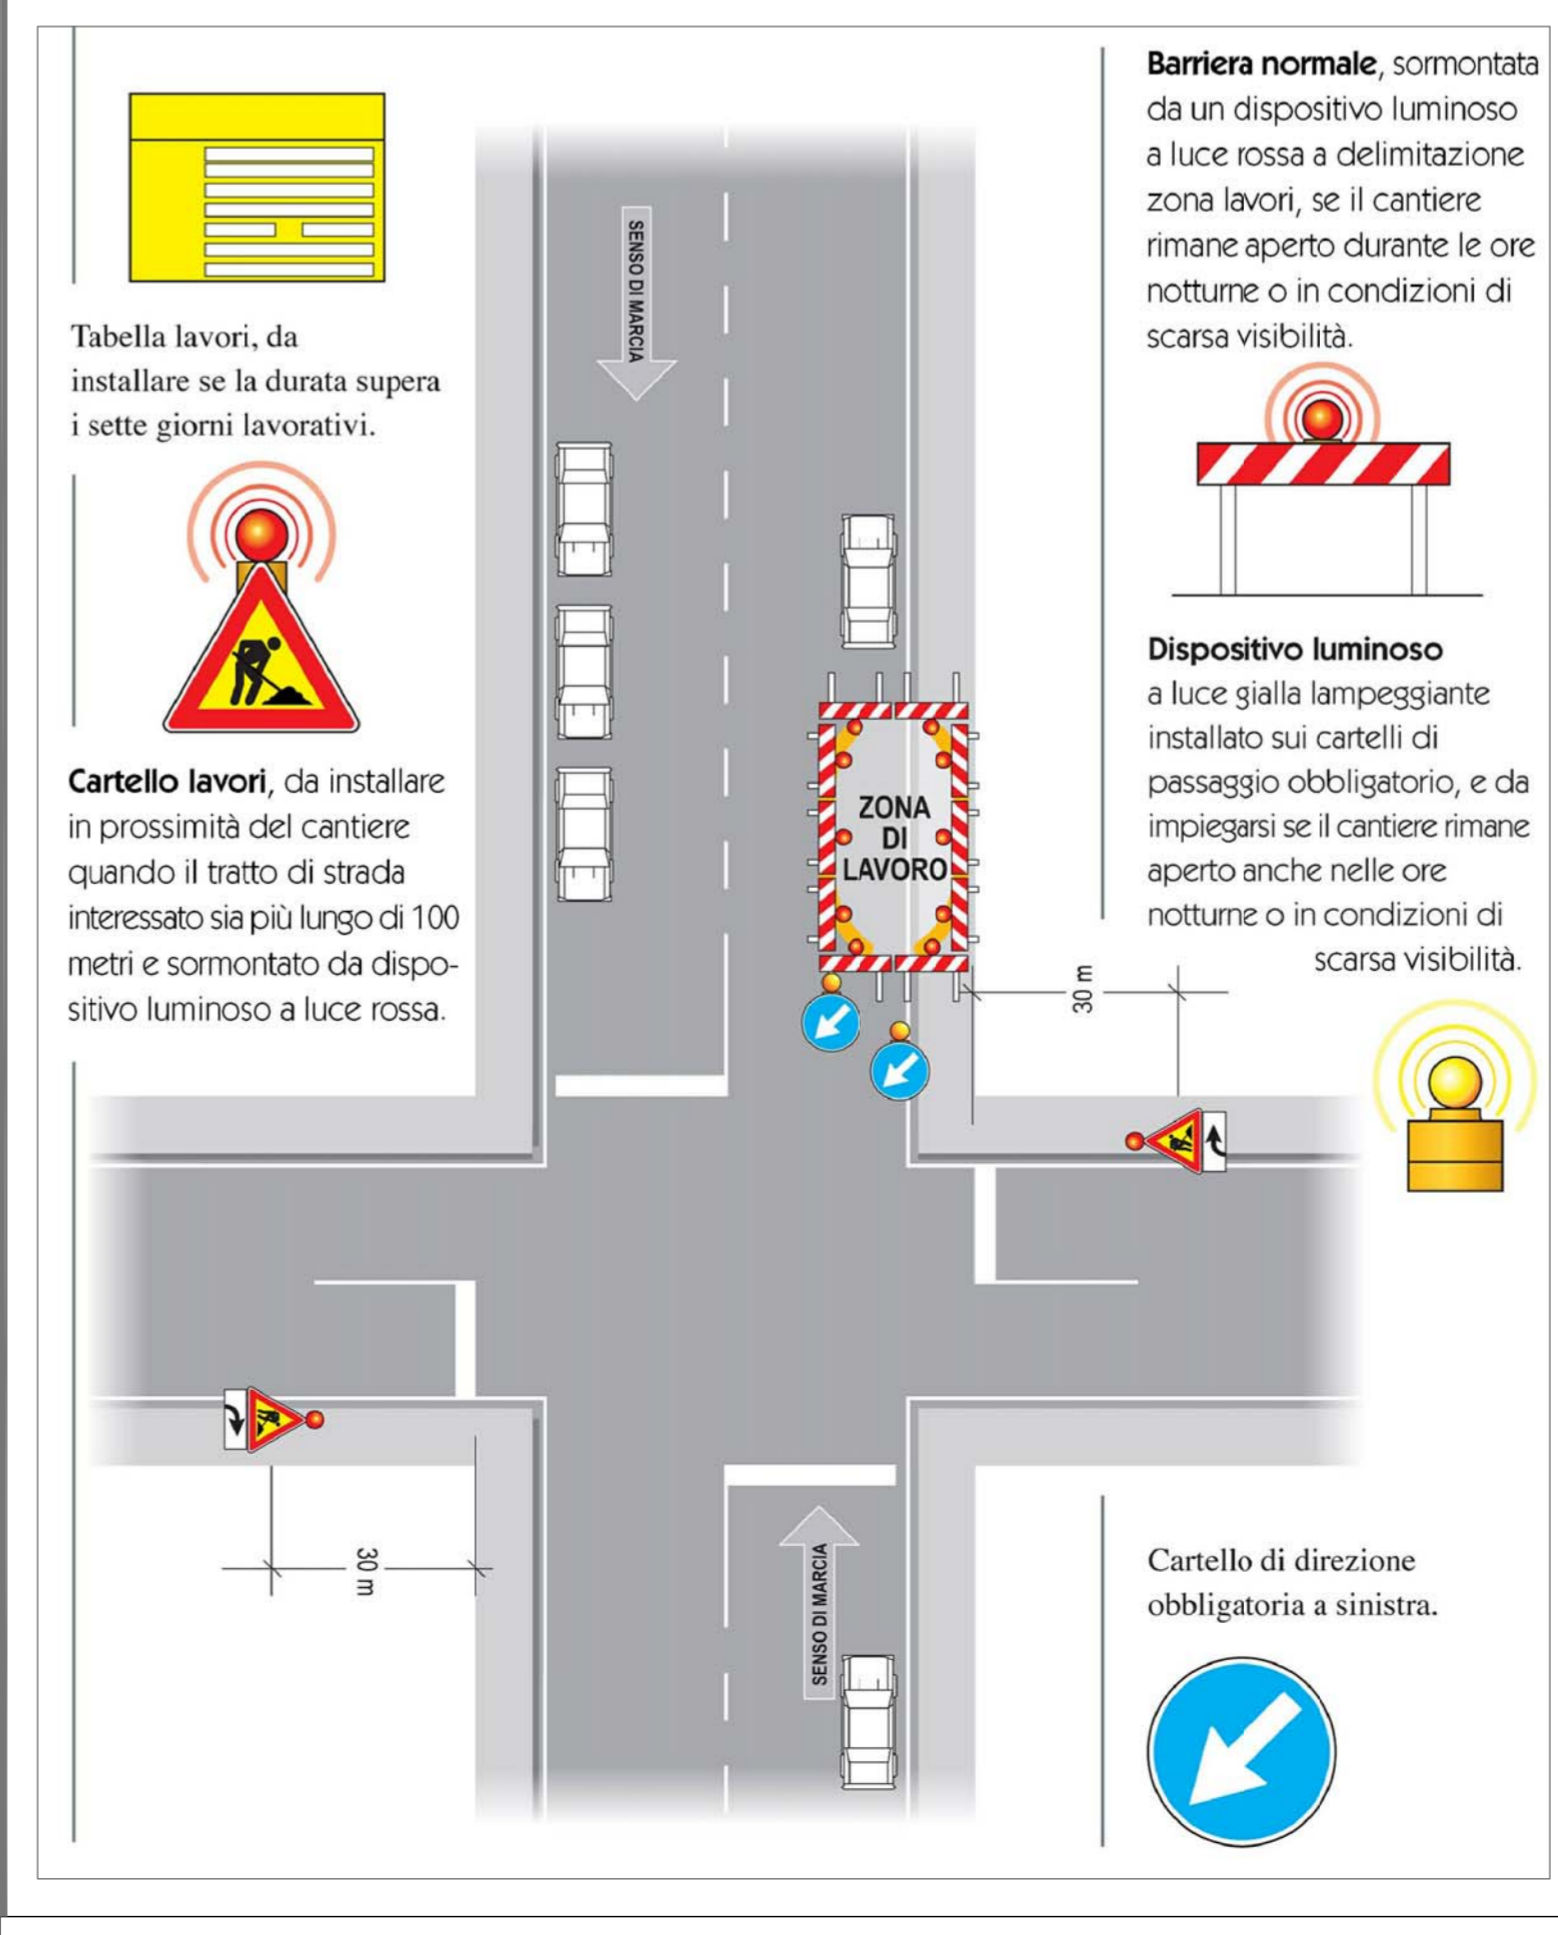 Tabella lavori, da
installare se la durata supera
i sette giorni lavorativi.
Cartello lavori, da installare
in prossimità del cantiere
quando il tratto di strada
interessato sia più lungo di 100
metri e sormontato da dispo-
sitivo luminoso a luce rossa.
SENSO DI MARCIA
ZONA
DI
LAVORO
30 m
30 m
SENSO DI MARCIA
Barriera normale, sormontata
da un dispositivo luminoso
a luce rossa a delimitazione
zona lavori, se il cantiere
rimane aperto durante le ore
notturne o in condizioni di
scarsa visibilità.
Dispositivo luminoso
a luce gialla lampeggiante
installato sui cartelli di
passaggio obbligatorio, e da
impiegarsi se il cantiere rimane
aperto anche nelle ore
notturne o in condizioni di
scarsa visibilità.
Cartello di direzione
obbligatoria a sinistra.